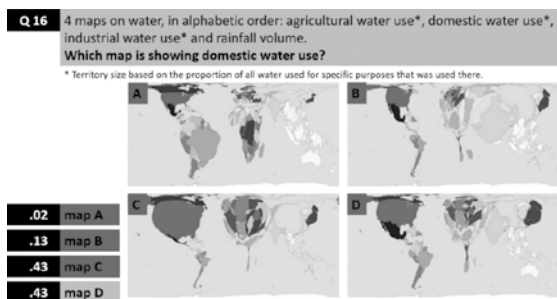 Q 16
4 maps on water, in alphabetic order: agricultural water use*, domestic water use*,
industrial water use* and rainfall volume.
Which map is showing domestic water use?
* Territory size based on the proportion of all water used for specific purposes that was used there.
A
B
C
D
.02 map A
.13 map B
.43 map C
.43 map D